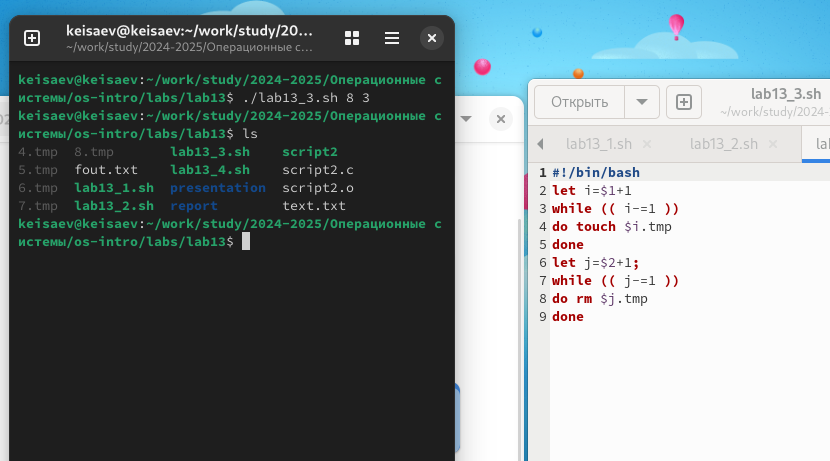 keisaev@keisaev:~/work/study/20...
~/work/study/2024-2025/Операционные с...
keisaev@keisaev:~/work/study/2024-2025/Операционные с
истемы/os-intro/labs/lab13$ ./lab13_3.sh 8 3
keisaev@keisaev:~/work/study/2024-2025/Операционные с
истемы/os-intro/labs/lab13$ ls
4.tmp 8.tmp lab13_3.sh script2
5.tmp fout.txt lab13_4.sh script2.c
6.tmp lab13_1.sh presentation script2.o
7.tmp lab13_2.sh report text.txt
keisaev@keisaev:~/work/study/2024-2025/Операционные с
истемы/os-intro/labs/lab13$
Открыть
lab13_3.sh
~/work/study/2024-
lab13_1.sh
lab13_2.sh
1 #!/bin/bash
2 let i=$1+1
3 while (( i-=1 ))
4 do touch $i.tmp
5 done
6 let j=$2+1;
7 while (( j-=1 ))
8 do rm $j.tmp
9 done